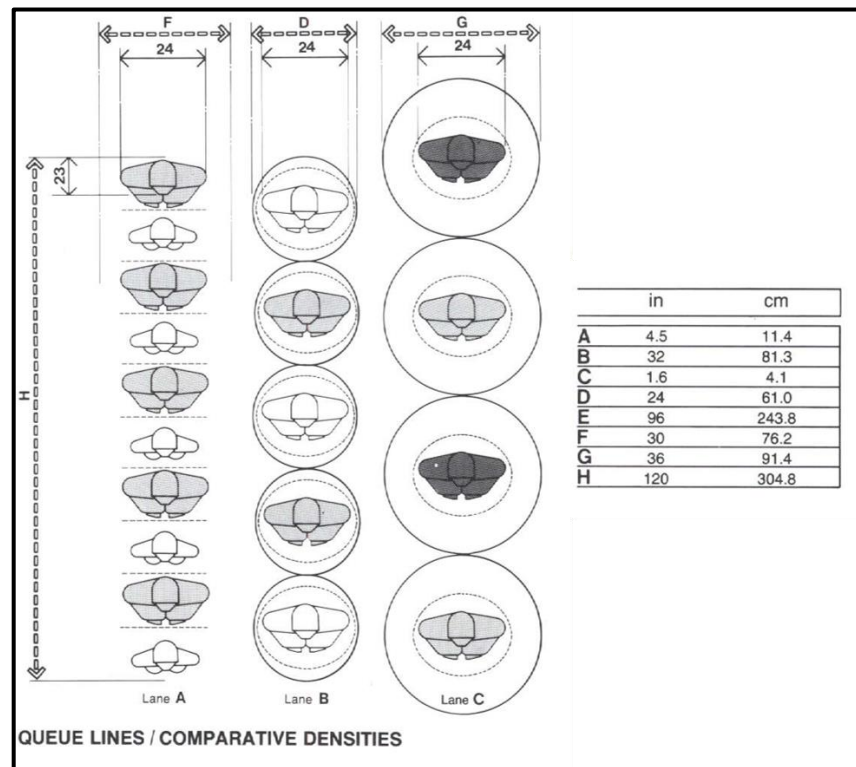 F D G
24 24 24
23
H
Lane A Lane B Lane C
QUEUE LINES / COMPARATIVE DENSITIES
in cm
A 4.5 11.4
B 32 81.3
C 1.6 4.1
D 24 61.0
E 96 243.8
F 30 76.2
G 36 91.4
H 120 304.8